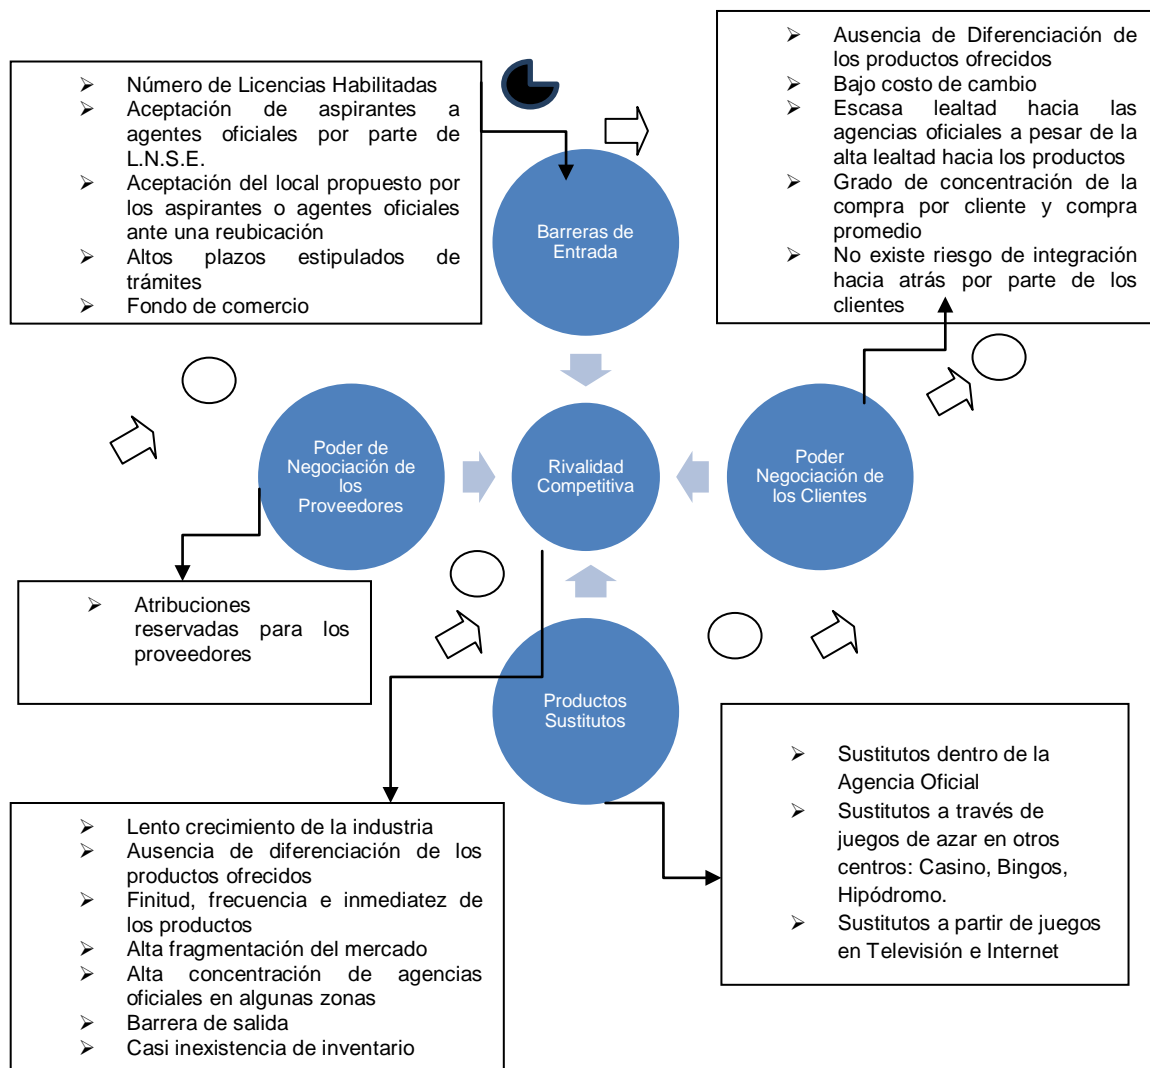 ➢ Número de Licencias Habilitadas
➢ Aceptación de aspirantes a
agentes oficiales por parte de
L.N.S.E.
➢ Aceptación del local propuesto por
los aspirantes o agentes oficiales
ante una reubicación
➢ Altos plazos estipulados de
trámites
➢ Fondo de comercio
Barreras de
Entrada
➢ Ausencia de Diferenciación de
los productos ofrecidos
➢ Bajo costo de cambio
➢ Escasa lealtad hacia las
agencias oficiales a pesar de la
alta lealtad hacia los productos
➢ Grado de concentración de la
compra por cliente y compra
promedio
➢ No existe riesgo de integración
hacia atrás por parte de los
clientes
Poder de
Negociación de
los
Proveedores
Rivalidad
Competitiva
Poder
Negociación de
los Clientes
➢ Atribuciones
reservadas para los
proveedores
Productos
Sustitutos
➢ Lento crecimiento de la industria
➢ Ausencia de diferenciación de los
productos ofrecidos
➢ Finitud, frecuencia e inmediatez de
los productos
➢ Alta fragmentación del mercado
➢ Alta concentración de agencias
oficiales en algunas zonas
➢ Barrera de salida
➢ Casi inexistencia de inventario
➢ Sustitutos dentro de la
Agencia Oficial
➢ Sustitutos a través de
juegos de azar en otros
centros: Casino, Bingos,
Hipódromo.
➢ Sustitutos a partir de juegos
en Televisión e Internet